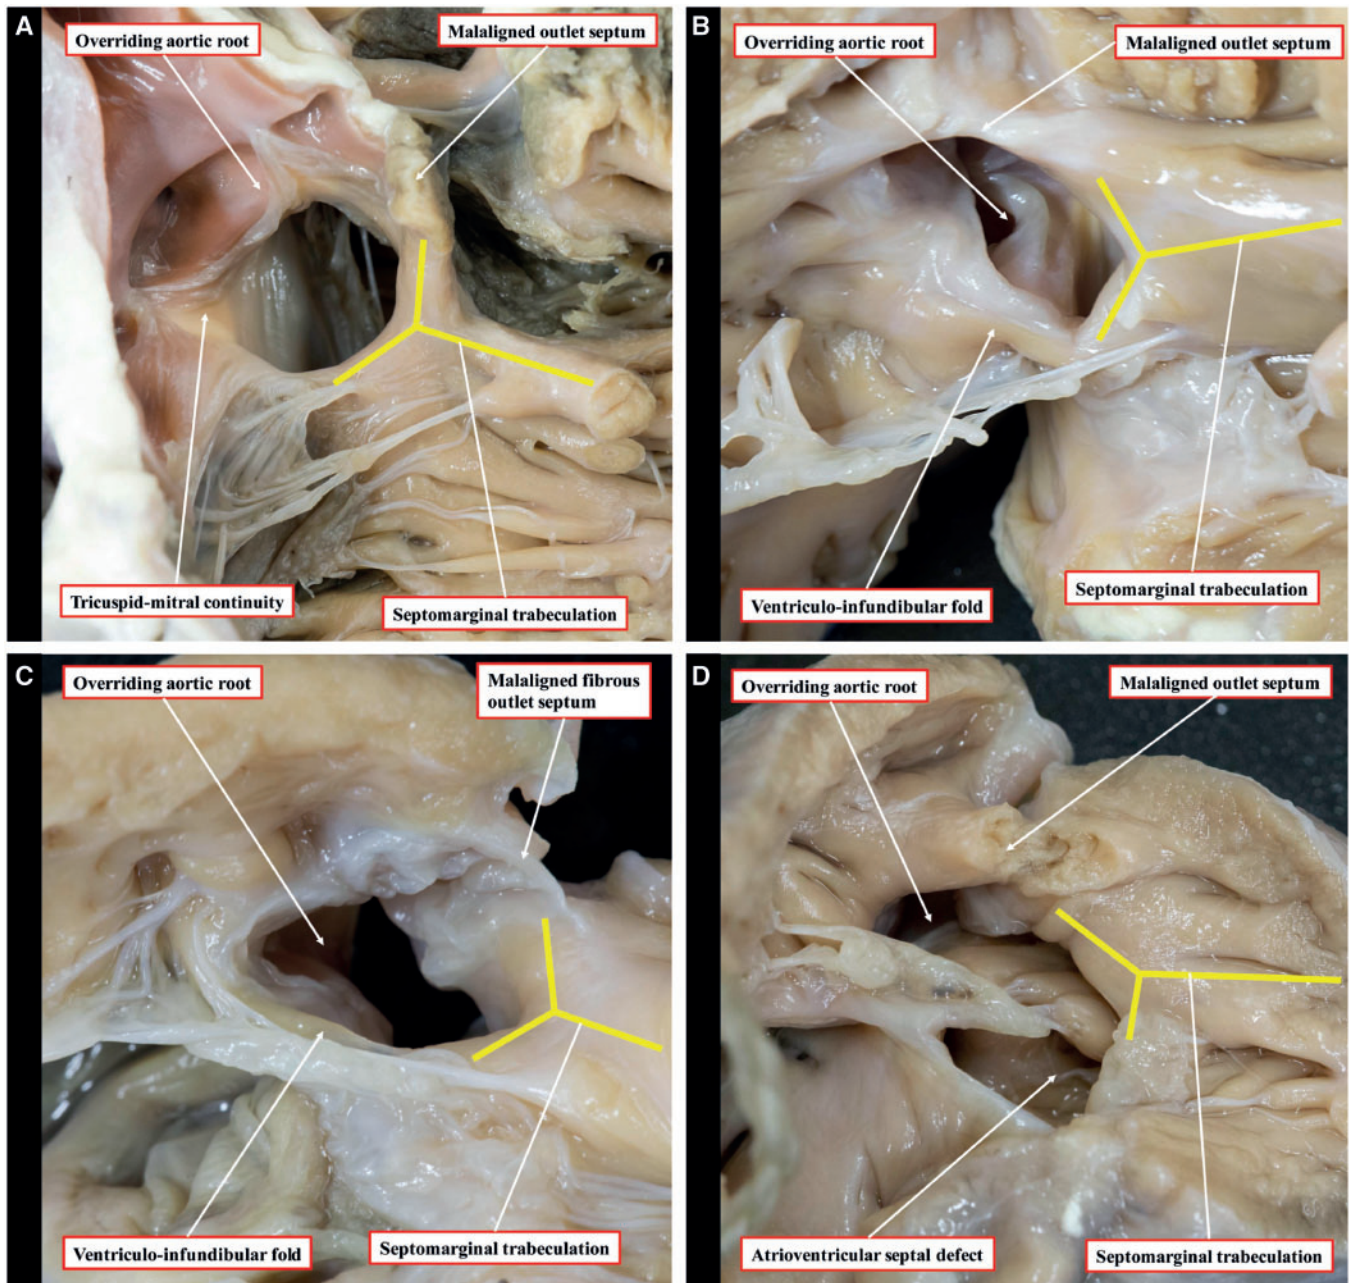 A
Overriding aortic root
Malaligned outlet septum
Tricuspid-mitral continuity
Septomarginal trabeculation
B
Overriding aortic root
Malaligned outlet septum
Ventriculo-infundibular fold
Septomarginal trabeculation
C
Overriding aortic root
Malaligned fibrous
outlet septum
Ventriculo-infundibular fold
Septomarginal trabeculation
D
Overriding aortic root
Malaligned outlet septum
Atrioventricular septal defect
Septomarginal trabeculation